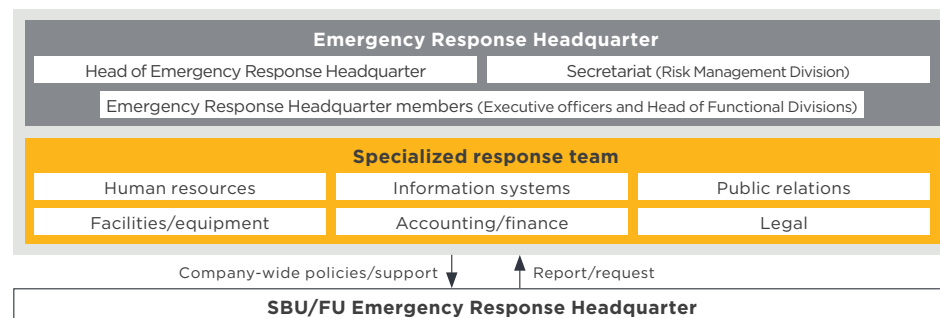 Emergency Response Headquarter
Head of Emergency Response Headquarter
Secretariat (Risk Management Division)
Emergency Response Headquarter members (Executive officers and Head of Functional Divisions)
Specialized response team
Human resources
Information systems
Public relations
Facilities/equipment
Accounting/finance
Legal
Company-wide policies/support
Report/request
SBU/FU Emergency Response Headquarter